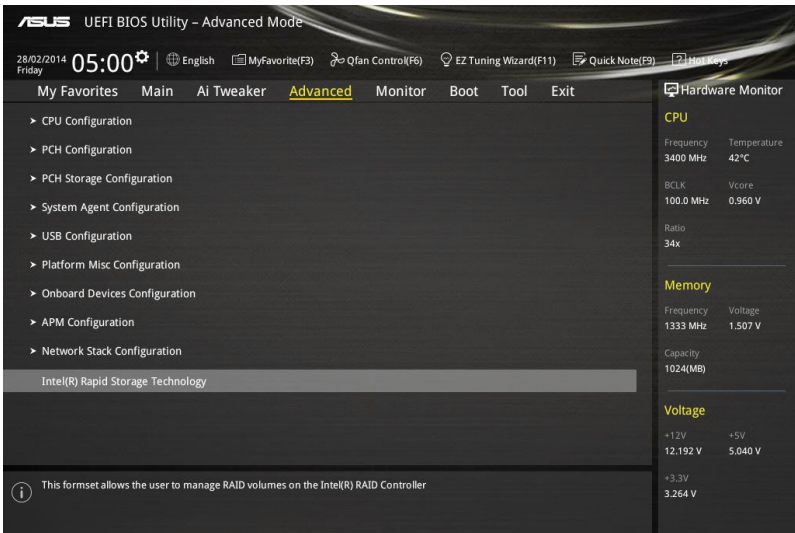 ASUS UEFI BIOS Utility – Advanced Mode
28/02/2014 Friday 05:00 English MyFavorite(F3) Qfan Control(F6) EZ Tuning Wizard(F11) Quick Note(F9) ? Hot Keys
My Favorites Main Ai Tweaker Advanced Monitor Boot Tool Exit
> CPU Configuration
> PCH Configuration
> PCH Storage Configuration
> System Agent Configuration
> USB Configuration
> Platform Misc Configuration
> Onboard Devices Configuration
> APM Configuration
> Network Stack Configuration
Intel(R) Rapid Storage Technology
i This formset allows the user to manage RAID volumes on the Intel(R) RAID Controller
Hardware Monitor
CPU
Frequency Temperature
3400 MHz 42°C
BCLK Vcore
100.0 MHz 0.960 V
Ratio
34x
Memory
Frequency Voltage
1333 MHz 1.507 V
Capacity
1024(MB)
Voltage
+12V +5V
12.192 V 5.040 V
+3.3V
3.264 V